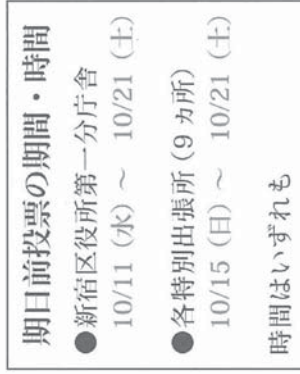 期日前投票の期間・時間
●新宿区役所第一分庁舎
10/11（水）～ 10/21（土）
●各特別出張所（9ヵ所）
10/15（日）～ 10/21（土）
時間はいずれも